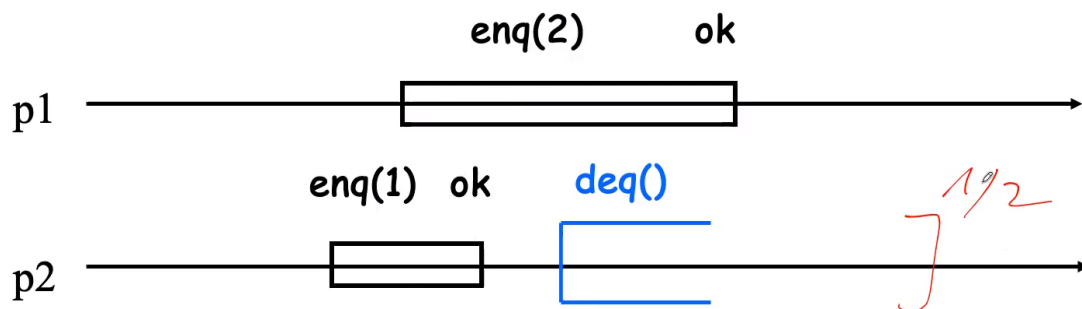 enq(2) ok
p1
enq(1) ok deq() 1/2
p2